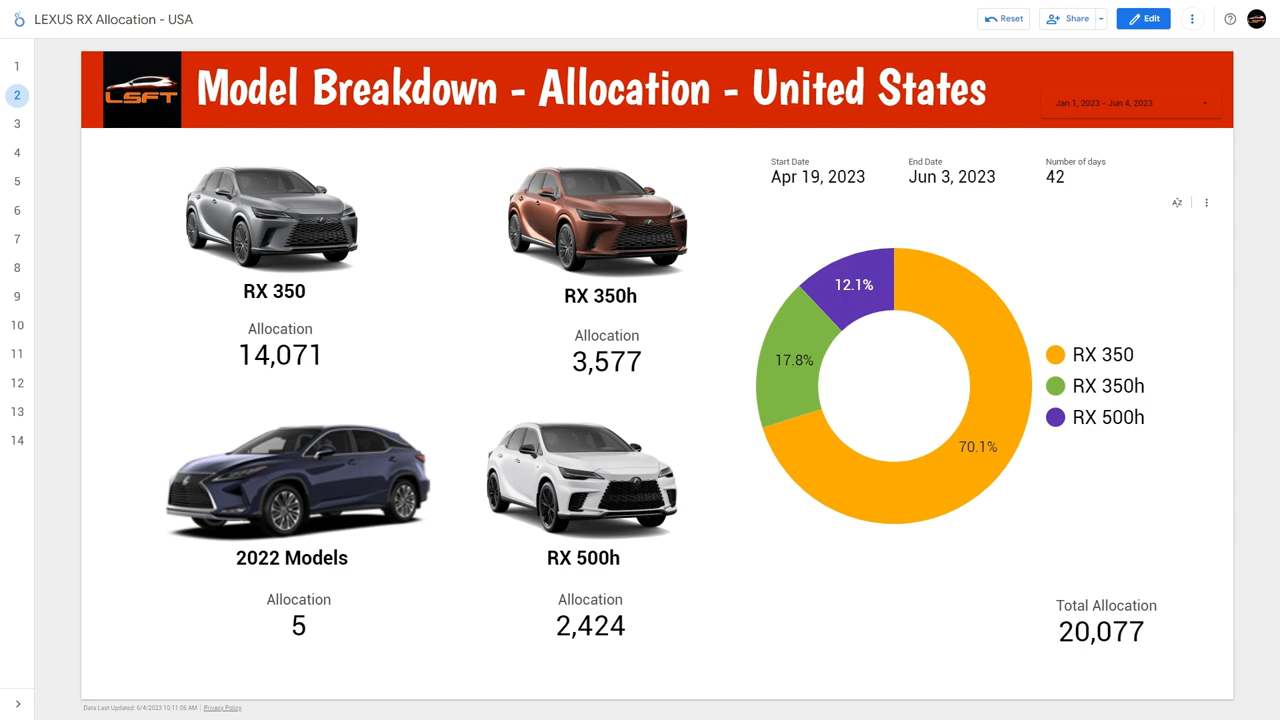 LEXUS RX Allocation - USA
Reset
Share
Edit
1
2
3
4
5
6
7
8
9
10
11
12
13
14
LSFT
Model Breakdown - Allocation - United States
Jan 1, 2023 - Jun 4, 2023
Start Date
Apr 19, 2023
End Date
Jun 3, 2023
Number of days
42
RX 350
Allocation
14,071
RX 350h
Allocation
3,577
2022 Models
Allocation
5
RX 500h
Allocation
2,424
12.1%
17.8%
70.1%
RX 350
RX 350h
RX 500h
Total Allocation
20,077
Data Last Updated: 6/4/2023 10:11:06 AM | Privacy Policy